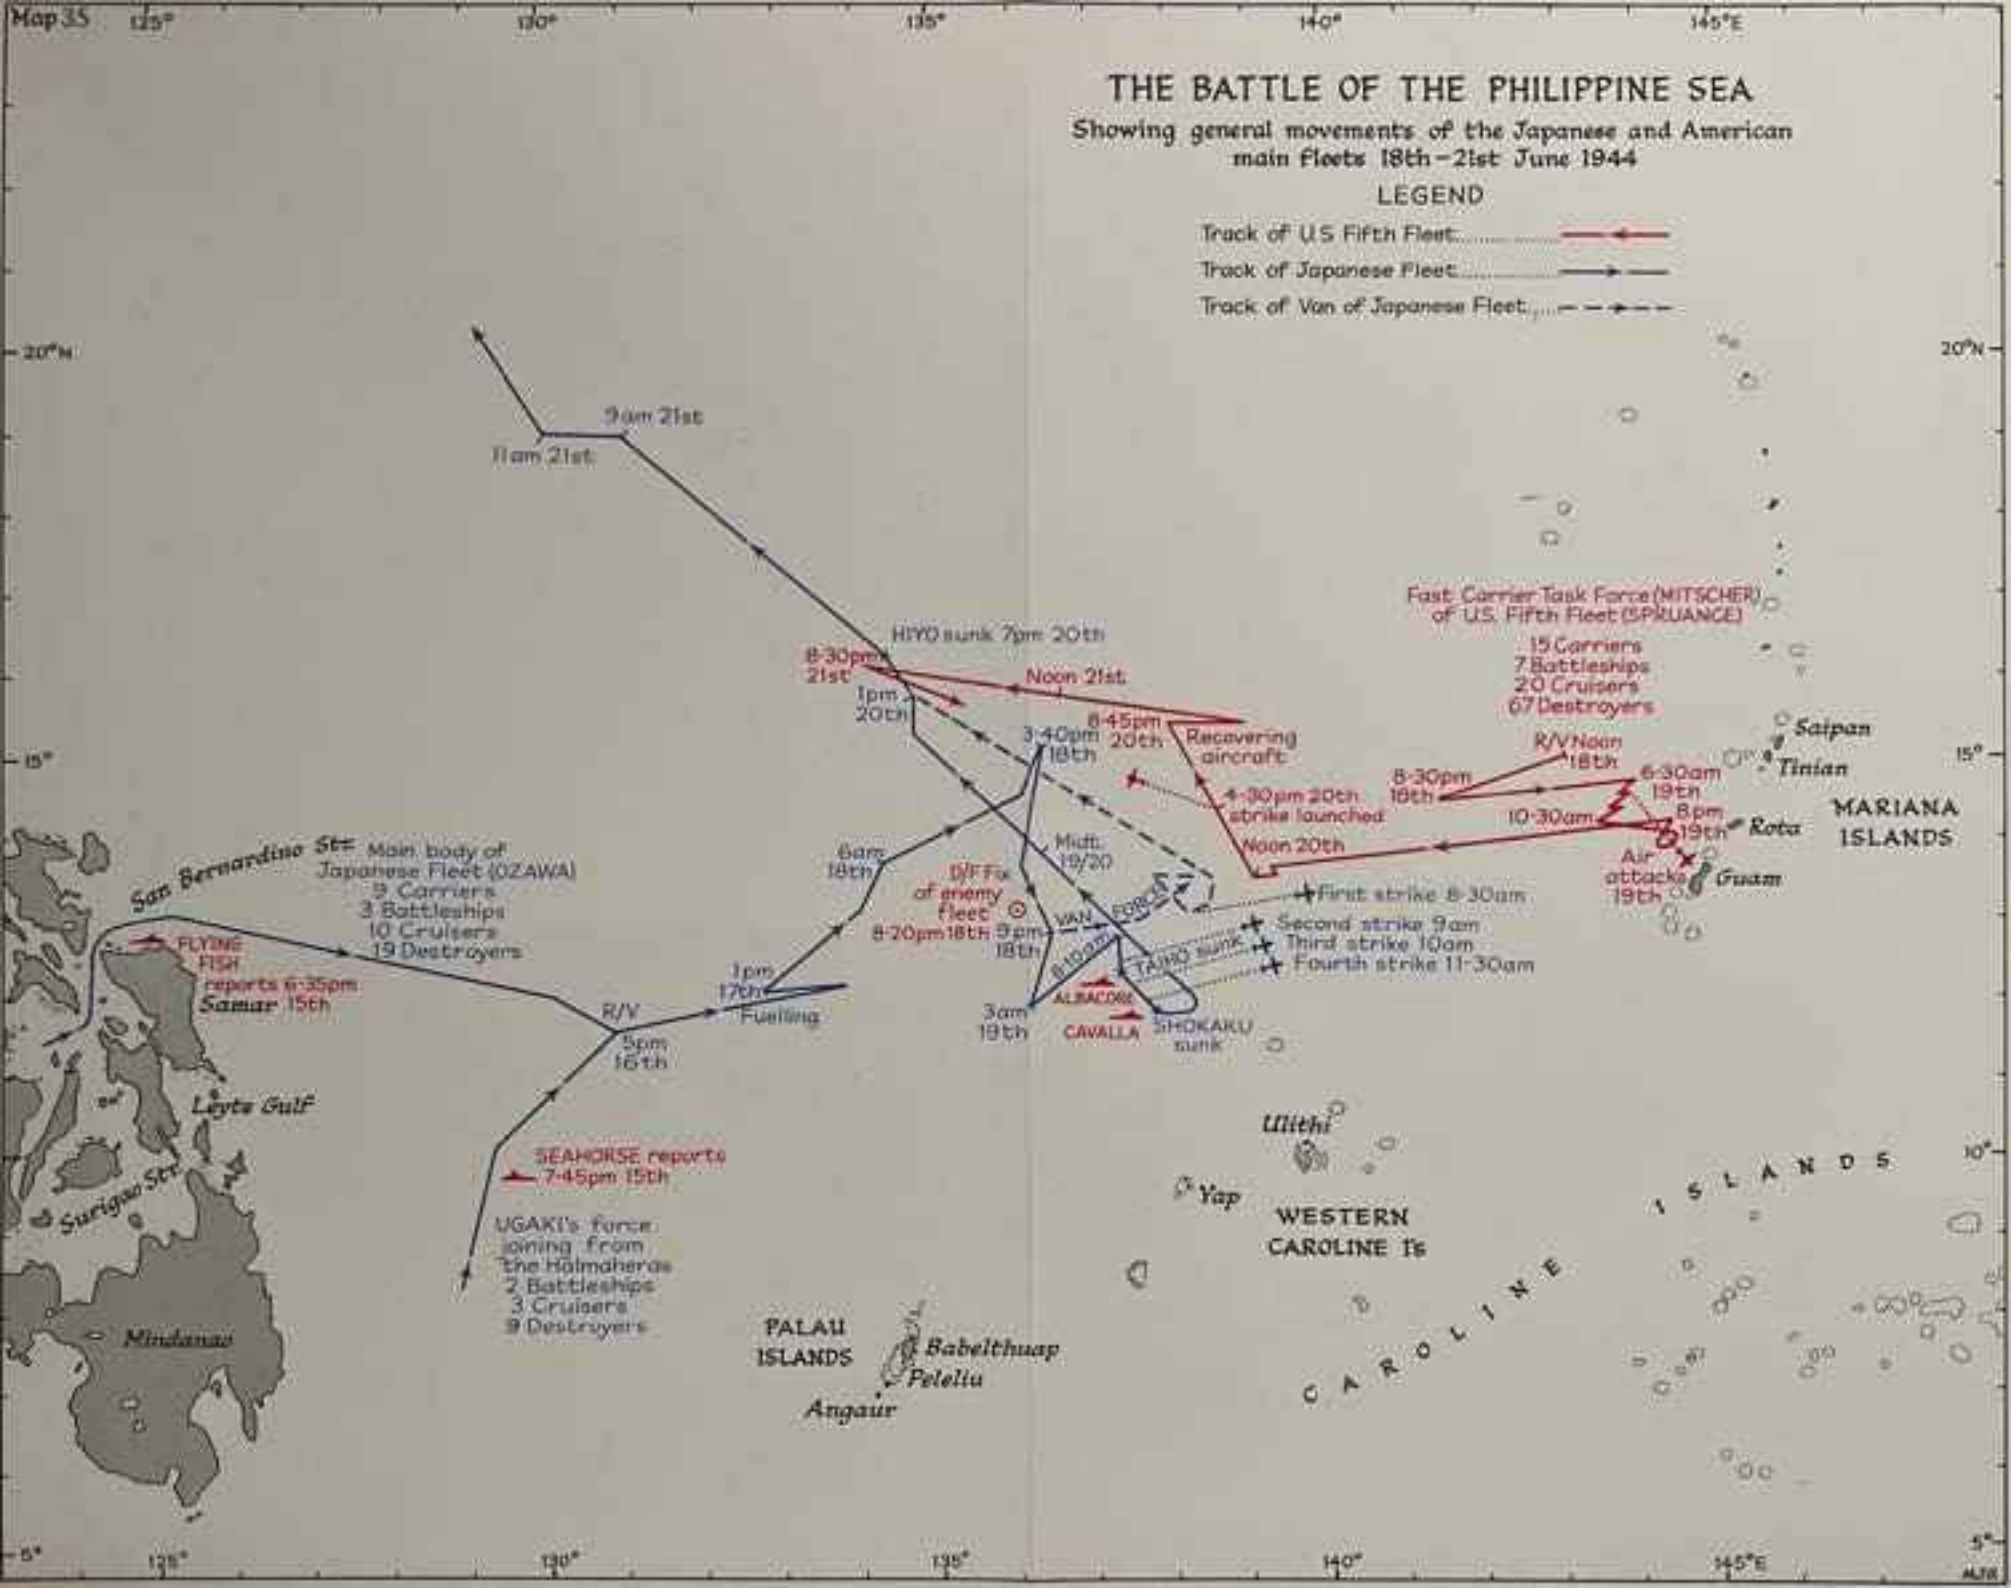 Map 35
125°
130°
135°
140°
145°E
THE BATTLE OF THE PHILIPPINE SEA
Showing general movements of the Japanese and American
main fleets 18th–21st June 1944
LEGEND
Track of U.S Fifth Fleet
Track of Japanese Fleet
Track of Van of Japanese Fleet
20°N
20°N
9am 21st
11am 21st
HIYO sunk 7pm 20th
8·30pm
21st
Noon 21st
1pm
20th
Fast Carrier Task Force (MITSCHER)
of U.S. Fifth Fleet (SPRUANCE)
15 Carriers
7 Battleships
20 Cruisers
67 Destroyers
8·45pm
20th
Recovering
aircraft
3·40pm
18th
R/V Noon
18th
Saipan
Tinian
15°
15°
8·30pm
18th
6·30am
19th
4-30pm 20th
strike launched
10·30am
8pm
19th
Rota
MARIANA
ISLANDS
Noon 20th
Air
attacks
19th
Guam
San Bernardino Str
Main body of
Japanese Fleet (OZAWA)
9 Carriers
3 Battleships
10 Cruisers
19 Destroyers
6am
18th
Midt.
19/20
D/F Fix
of enemy
fleet
8·20pm 18th
9pm
18th
VAN FORCE
First strike 8-30am
Second strike 9am
Third strike 10am
Fourth strike 11-30am
8·10am
TAIHO sunk
FLYING
FISH
reports 6·35pm
15th
Samar
1pm
17th
Fuelling
R/V
5pm
16th
3am
19th
ALBACORE
CAVALLA
SHOKAKU
sunk
Leyte Gulf
Surigao Str
SEAHORSE reports
7·45pm 15th
UGAKI's force
joining from
the Halmaheras
2 Battleships
3 Cruisers
9 Destroyers
Ulithi
Yap
WESTERN
CAROLINE Is
10°
CAROLINE ISLANDS
Mindanao
PALAU
ISLANDS
Babelthuap
Peleliu
Angaur
5°
5°
125°
130°
135°
140°
145°E